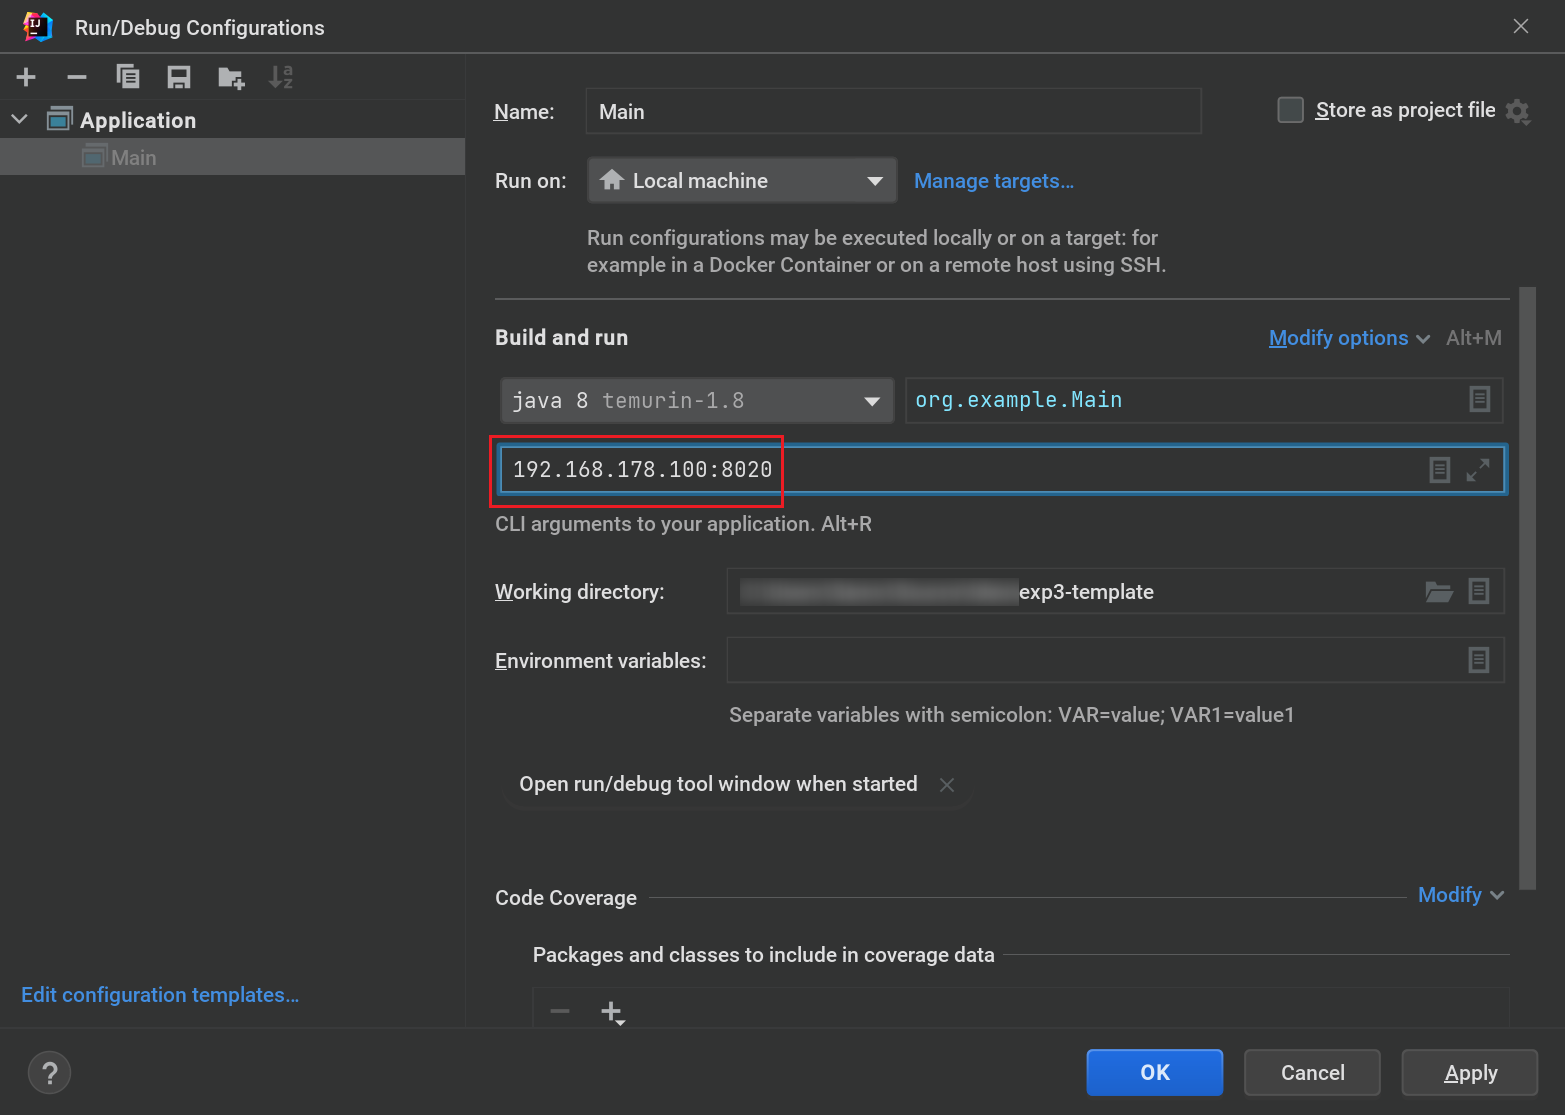 Run/Debug Configurations
Application
Main
Name: Main
Store as project file
Run on: Local machine Manage targets...
Run configurations may be executed locally or on a target: for
example in a Docker Container or on a remote host using SSH.
Build and run
Modify options Alt+M
java 8 temurin-1.8
org.example.Main
192.168.178.100:8020
CLI arguments to your application. Alt+R
Working directory: exp3-template
Environment variables:
Separate variables with semicolon: VAR=value; VAR1=value1
Open run/debug tool window when started
Code Coverage
Modify
Packages and classes to include in coverage data
Edit configuration templates...
?
OK
Cancel
Apply